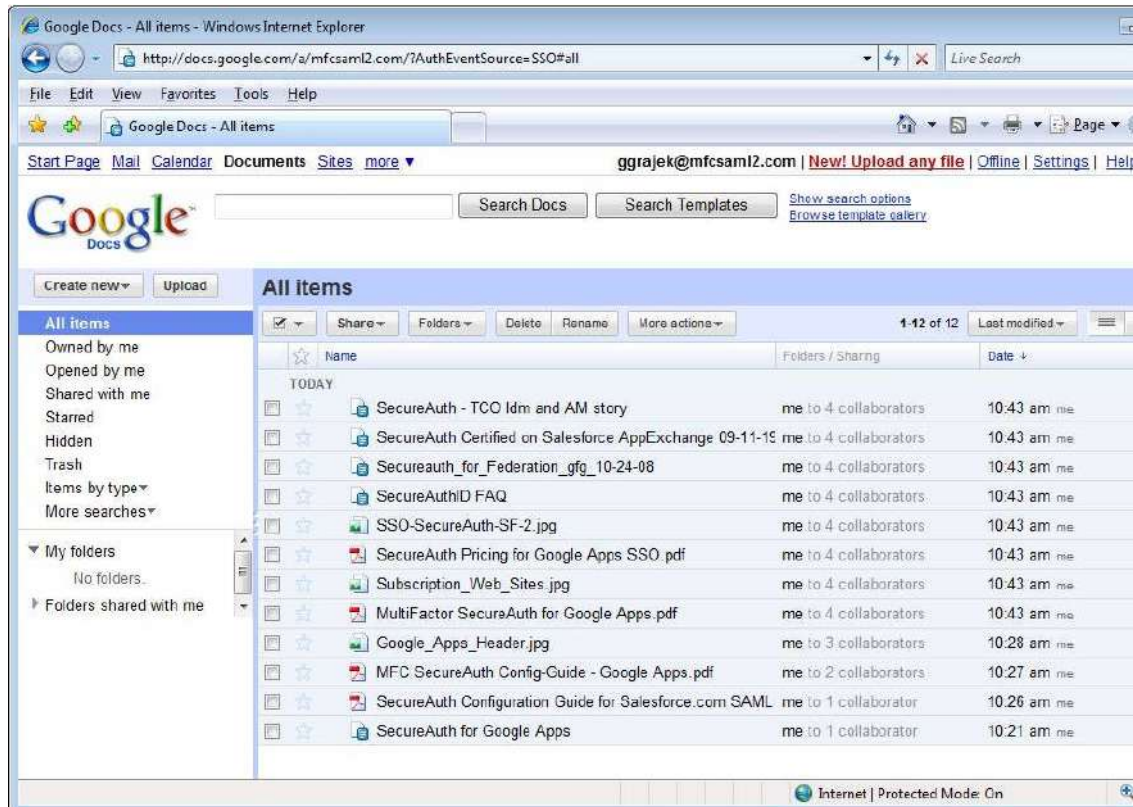 Google Docs - All items - Windows Internet Explorer
http://docs.google.com/a/mfcsaml2.com/?AuthEventSource=SSO#all
Live Search
File Edit View Favorites Tools Help
Google Docs - All items
Page
Start Page Mail Calendar Documents Sites more ▼
ggrajek@mfcsaml2.com | New! Upload any file | Offline | Settings | Help
Google Docs
Search Docs
Search Templates
Show search options
Browse template gallery
Create new
Upload
All items
Owned by me
Opened by me
Shared with me
Starred
Hidden
Trash
Items by type
More searches
My folders
No folders.
Folders shared with me
All items
Share Folders Delete Rename More actions 1-12 of 12 Last modified
Name Folders / Sharing Date
TODAY
SecureAuth - TCO Idm and AM story me to 4 collaborators 10:43 am me
SecureAuth Certified on Salesforce AppExchange 09-11-19 me to 4 collaborators 10:43 am me
Secureauth_for_Federation_gfg_10-24-08 me to 4 collaborators 10:43 am me
SecureAuthID FAQ me to 4 collaborators 10:43 am me
SSO-SecureAuth-SF-2.jpg me to 4 collaborators 10:43 am me
SecureAuth Pricing for Google Apps SSO.pdf me to 4 collaborators 10:43 am me
Subscription_Web_Sites.jpg me to 4 collaborators 10:43 am me
MultiFactor SecureAuth for Google Apps.pdf me to 4 collaborators 10:43 am me
Google_Apps_Header.jpg me to 3 collaborators 10:28 am me
MFC SecureAuth Config-Guide - Google Apps.pdf me to 2 collaborators 10:27 am me
SecureAuth Configuration Guide for Salesforce.com SAML me to 1 collaborator 10:26 am me
SecureAuth for Google Apps me to 1 collaborator 10:21 am me
Internet | Protected Mode: On